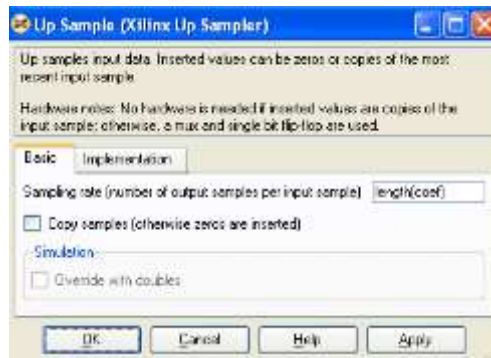 Up Sample (Xilinx Up Sampler)
Up samples input data. Inserted values can be zeros or copies of the most
recent input sample.
Hardware notes: No hardware is needed if inserted values are copies of the
input sample; otherwise, a mux and single bit flip-flop are used.
Basic Implementation
Sampling rate (number of output samples per input sample) length(coef)
Copy samples (otherwise zeros are inserted)
Simulation
Override with doubles
OK Cancel Help Apply